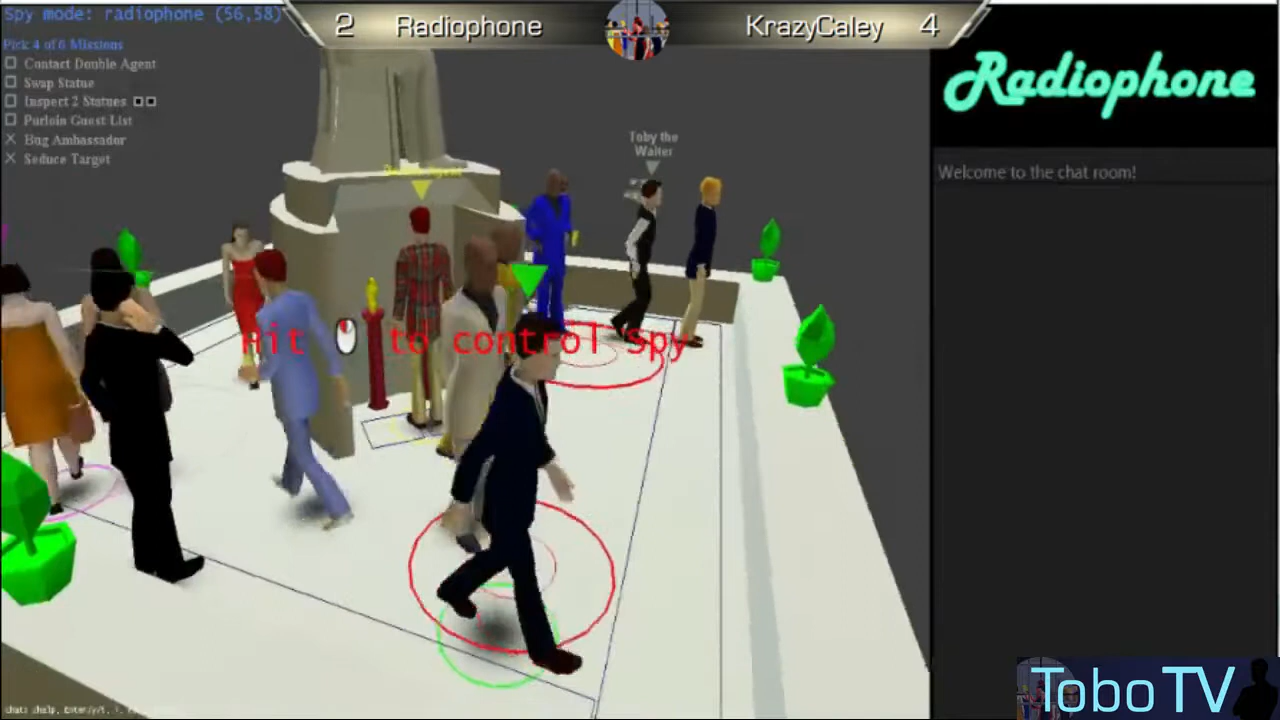 Spy mode: radiophone (56,58)
2 Radiophone KrazyCaley 4
Pick 4 of 6 Missions
Contact Double Agent
Swap Statue
Inspect 2 Statues
Purloin Guest List
Bug Ambassador
Seduce Target
Toby the
Waiter
Hit to control spy
Radiophone
Welcome to the chat room!
ToboTV